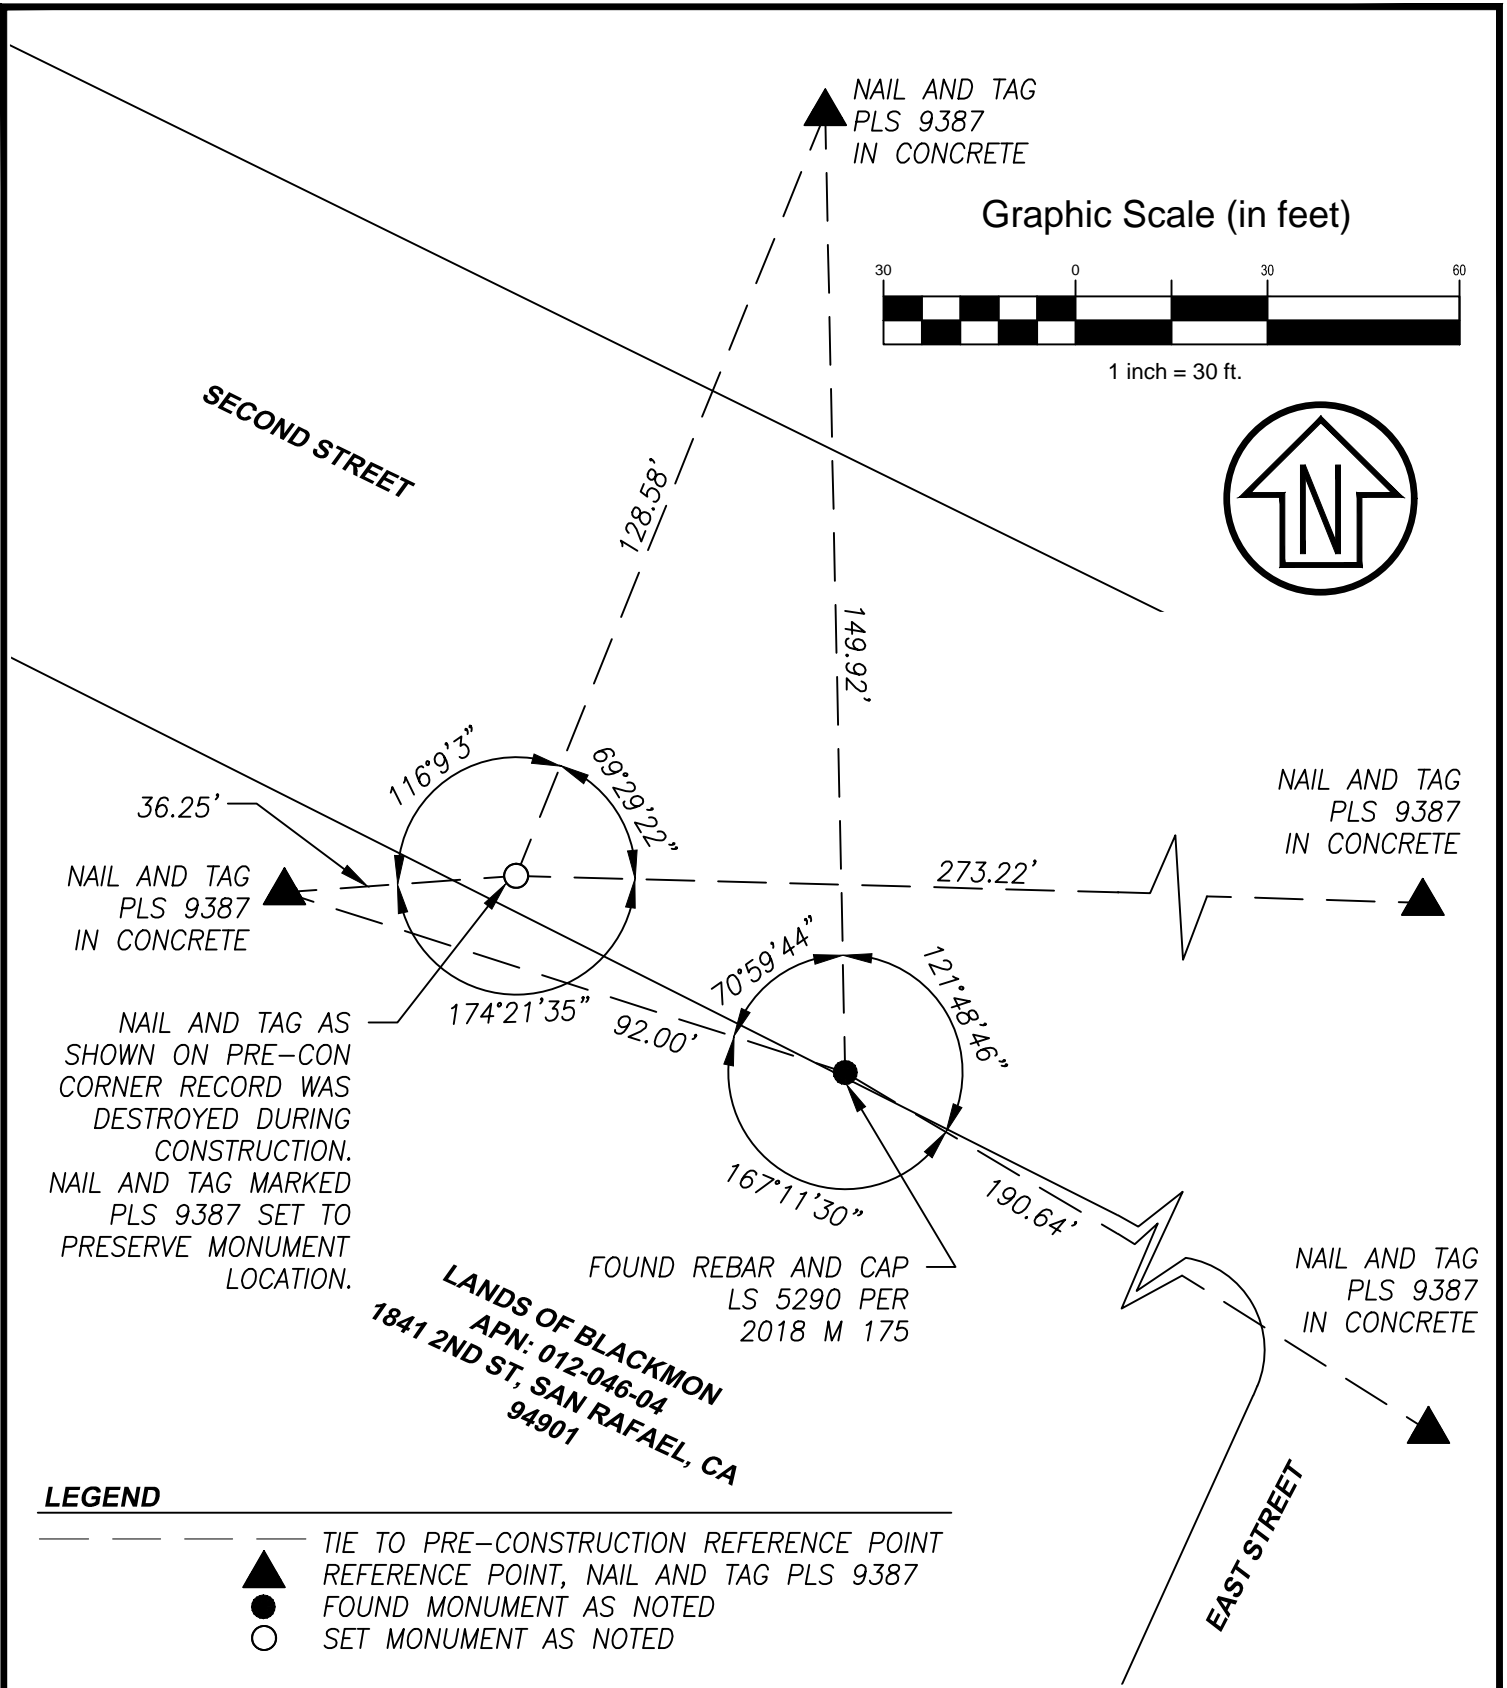 NAIL AND TAG
PLS 9387
IN CONCRETE
Graphic Scale (in feet)
30 0 30 60
1 inch = 30 ft.
N
SECOND STREET
128.58'
149.92'
116°9'3"
69°29'22"
36.25'
NAIL AND TAG
PLS 9387
IN CONCRETE
273.22'
NAIL AND TAG
PLS 9387
IN CONCRETE
174°21'35"
92.00'
70°59'44"
121°48'46"
167°11'30"
190.64'
NAIL AND TAG AS
SHOWN ON PRE-CON
CORNER RECORD WAS
DESTROYED DURING
CONSTRUCTION.
NAIL AND TAG MARKED
PLS 9387 SET TO
PRESERVE MONUMENT
LOCATION.
FOUND REBAR AND CAP
LS 5290 PER
2018 M 175
NAIL AND TAG
PLS 9387
IN CONCRETE
LANDS OF BLACKMON
APN: 012-046-04
1841 2ND ST, SAN RAFAEL, CA
94901
EAST STREET
LEGEND
TIE TO PRE-CONSTRUCTION REFERENCE POINT
REFERENCE POINT, NAIL AND TAG PLS 9387
FOUND MONUMENT AS NOTED
SET MONUMENT AS NOTED